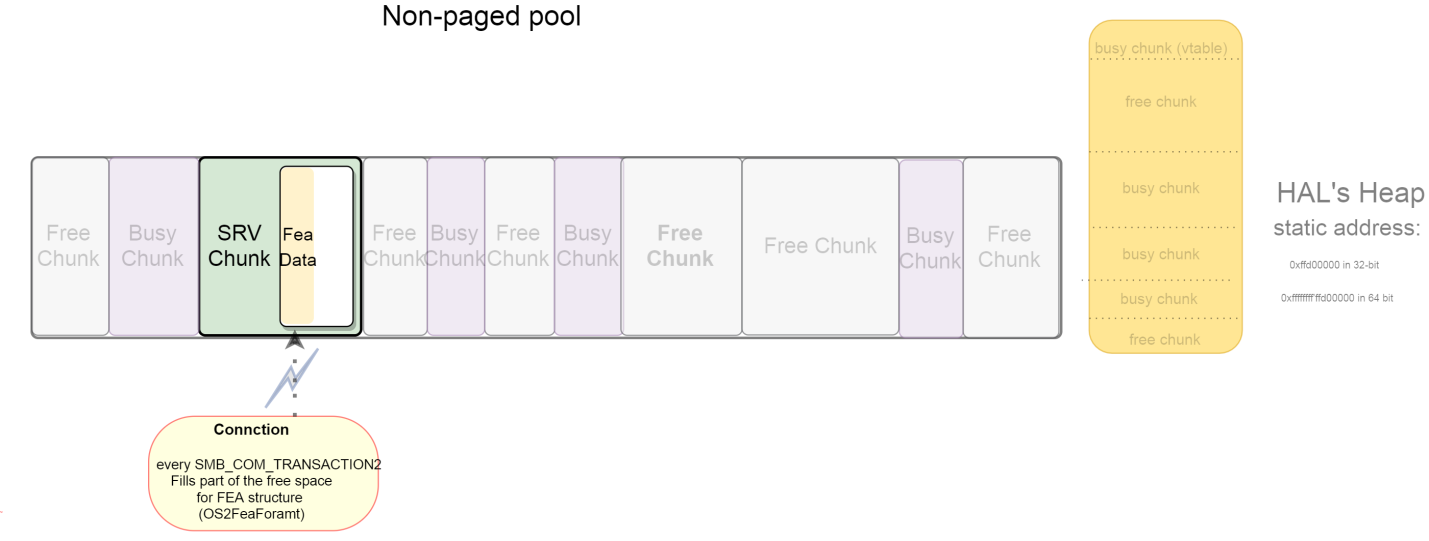 Non-paged pool
Free
Chunk
Busy
Chunk
SRV
Chunk
Fea
Data
Free
Chunk
Busy
Chunk
Free
Chunk
Busy
Chunk
Free
Chunk
Free Chunk
Busy
Chunk
Free
Chunk
busy chunk (vtable)
free chunk
busy chunk
busy chunk
busy chunk
free chunk
HAL's Heap
static address:
0xffd00000 in 32-bit
0xffffffff'ffd00000 in 64 bit
Connction
every SMB_COM_TRANSACTION2
Fills part of the free space
for FEA structure
(OS2FeaForamt)